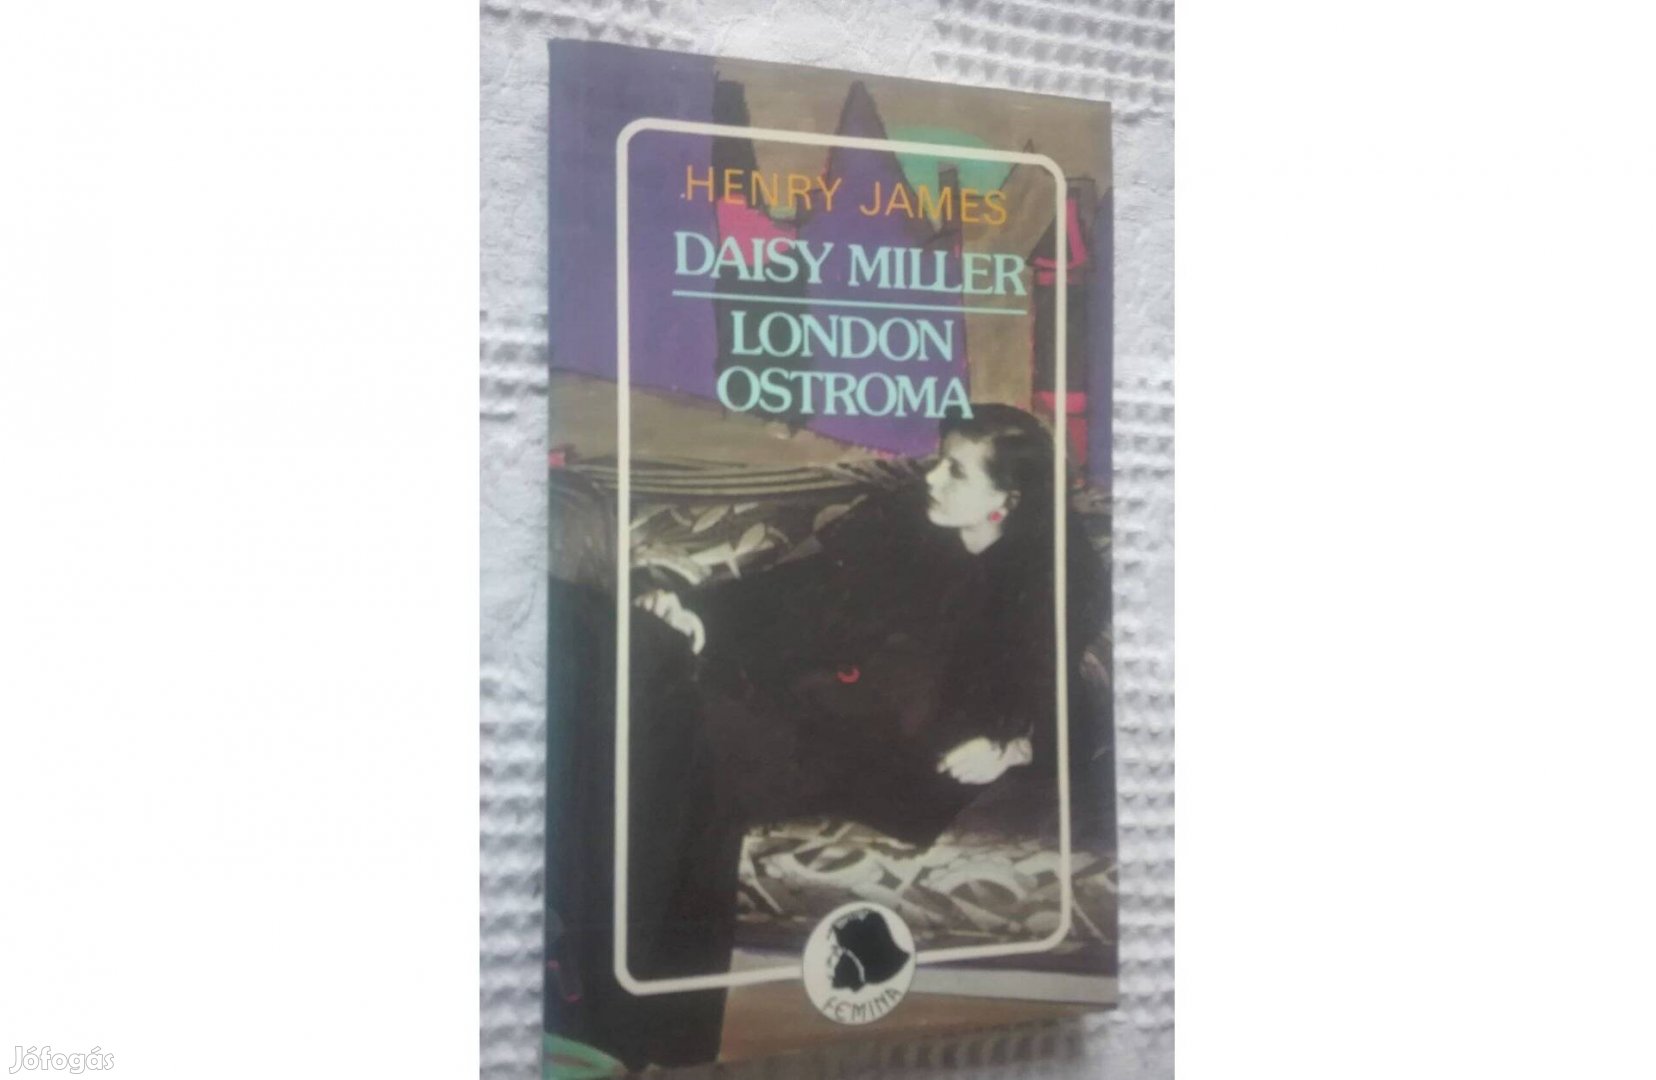 HENRY JAMES
DAISY MILLER
LONDON
OSTROMA
FEMINA
Jófogás